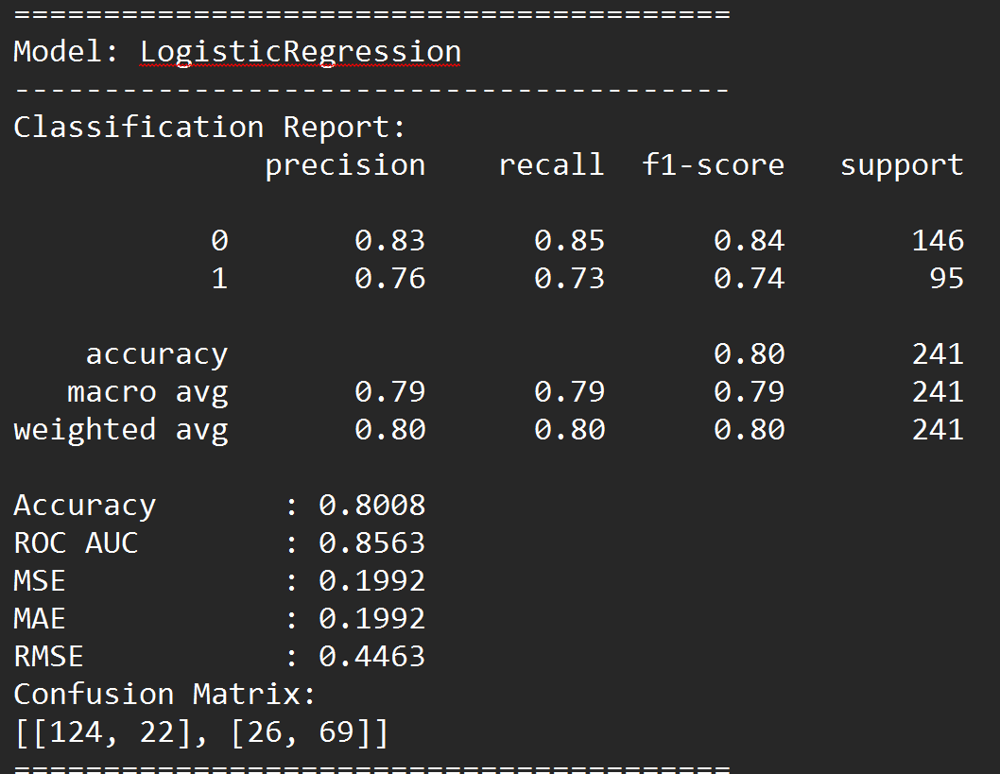 ========================================
Model: LogisticRegression
----------------------------------------
Classification Report:
              precision    recall  f1-score   support

           0       0.83      0.85      0.84       146
           1       0.76      0.73      0.74        95

    accuracy                           0.80       241
   macro avg       0.79      0.79      0.79       241
weighted avg       0.80      0.80      0.80       241

Accuracy       : 0.8008
ROC AUC        : 0.8563
MSE            : 0.1992
MAE            : 0.1992
RMSE           : 0.4463
Confusion Matrix:
[[124, 22], [26, 69]]
========================================